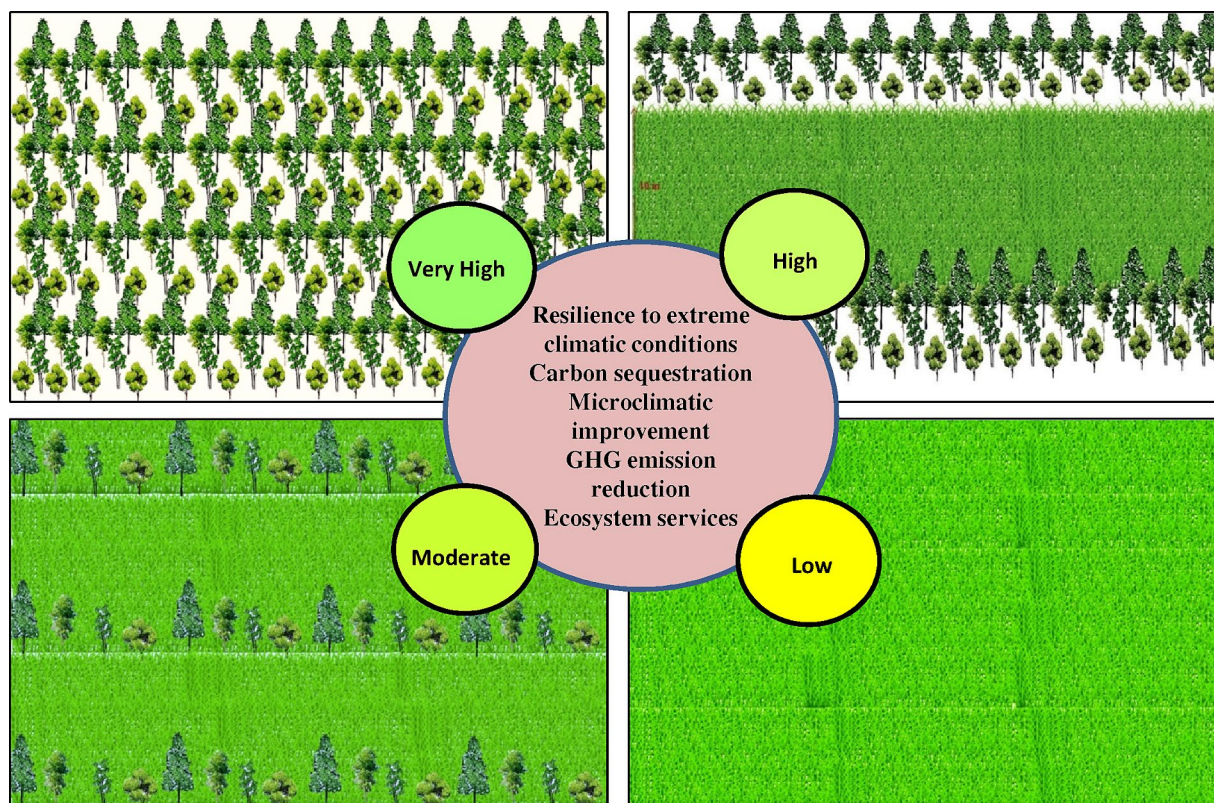 10 m
Very High
High
Resilience to extreme
climatic conditions
Carbon sequestration
Microclimatic
improvement
GHG emission
reduction
Ecosystem services
Moderate
Low